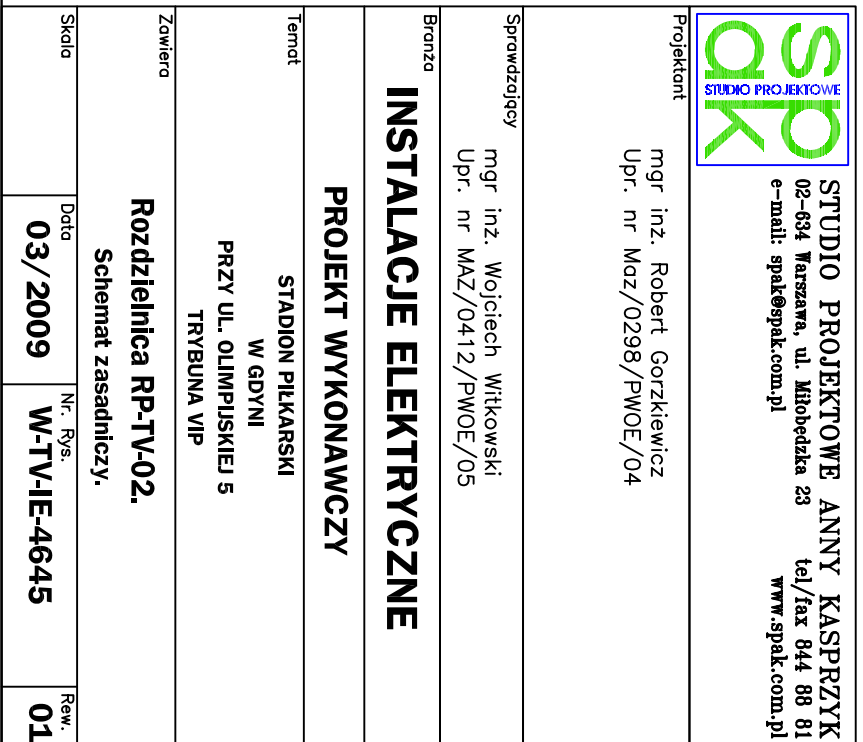 sp
STUDIO PROJEKTOWE
ak
STUDIO PROJEKTOWE ANNY KASPRZYK
02-634 Warszawa, ul. Miłobędzka 23 tel/fax 844 88 81
e-mail: spak@spak.com.pl www.spak.com.pl
Projektant
mgr inż. Robert Gorzkiewicz
Upr. nr Maz/0298/PWOE/04
Sprawdzający
mgr inż. Wojciech Witkowski
Upr. nr MAZ/0412/PWOE/05
Branża
INSTALACJE ELEKTRYCZNE
PROJEKT WYKONAWCZY
Temat
STADION PIŁKARSKI
W GDYNI
PRZY UL. OLIMPIJSKIEJ 5
TRYBUNA VIP
Zawiera
Rozdzielnica RP-TV-02.
Schemat zasadniczy.
Skala
Data
03/2009
Nr. Rys.
W-TV-IE-4645
Rew.
01